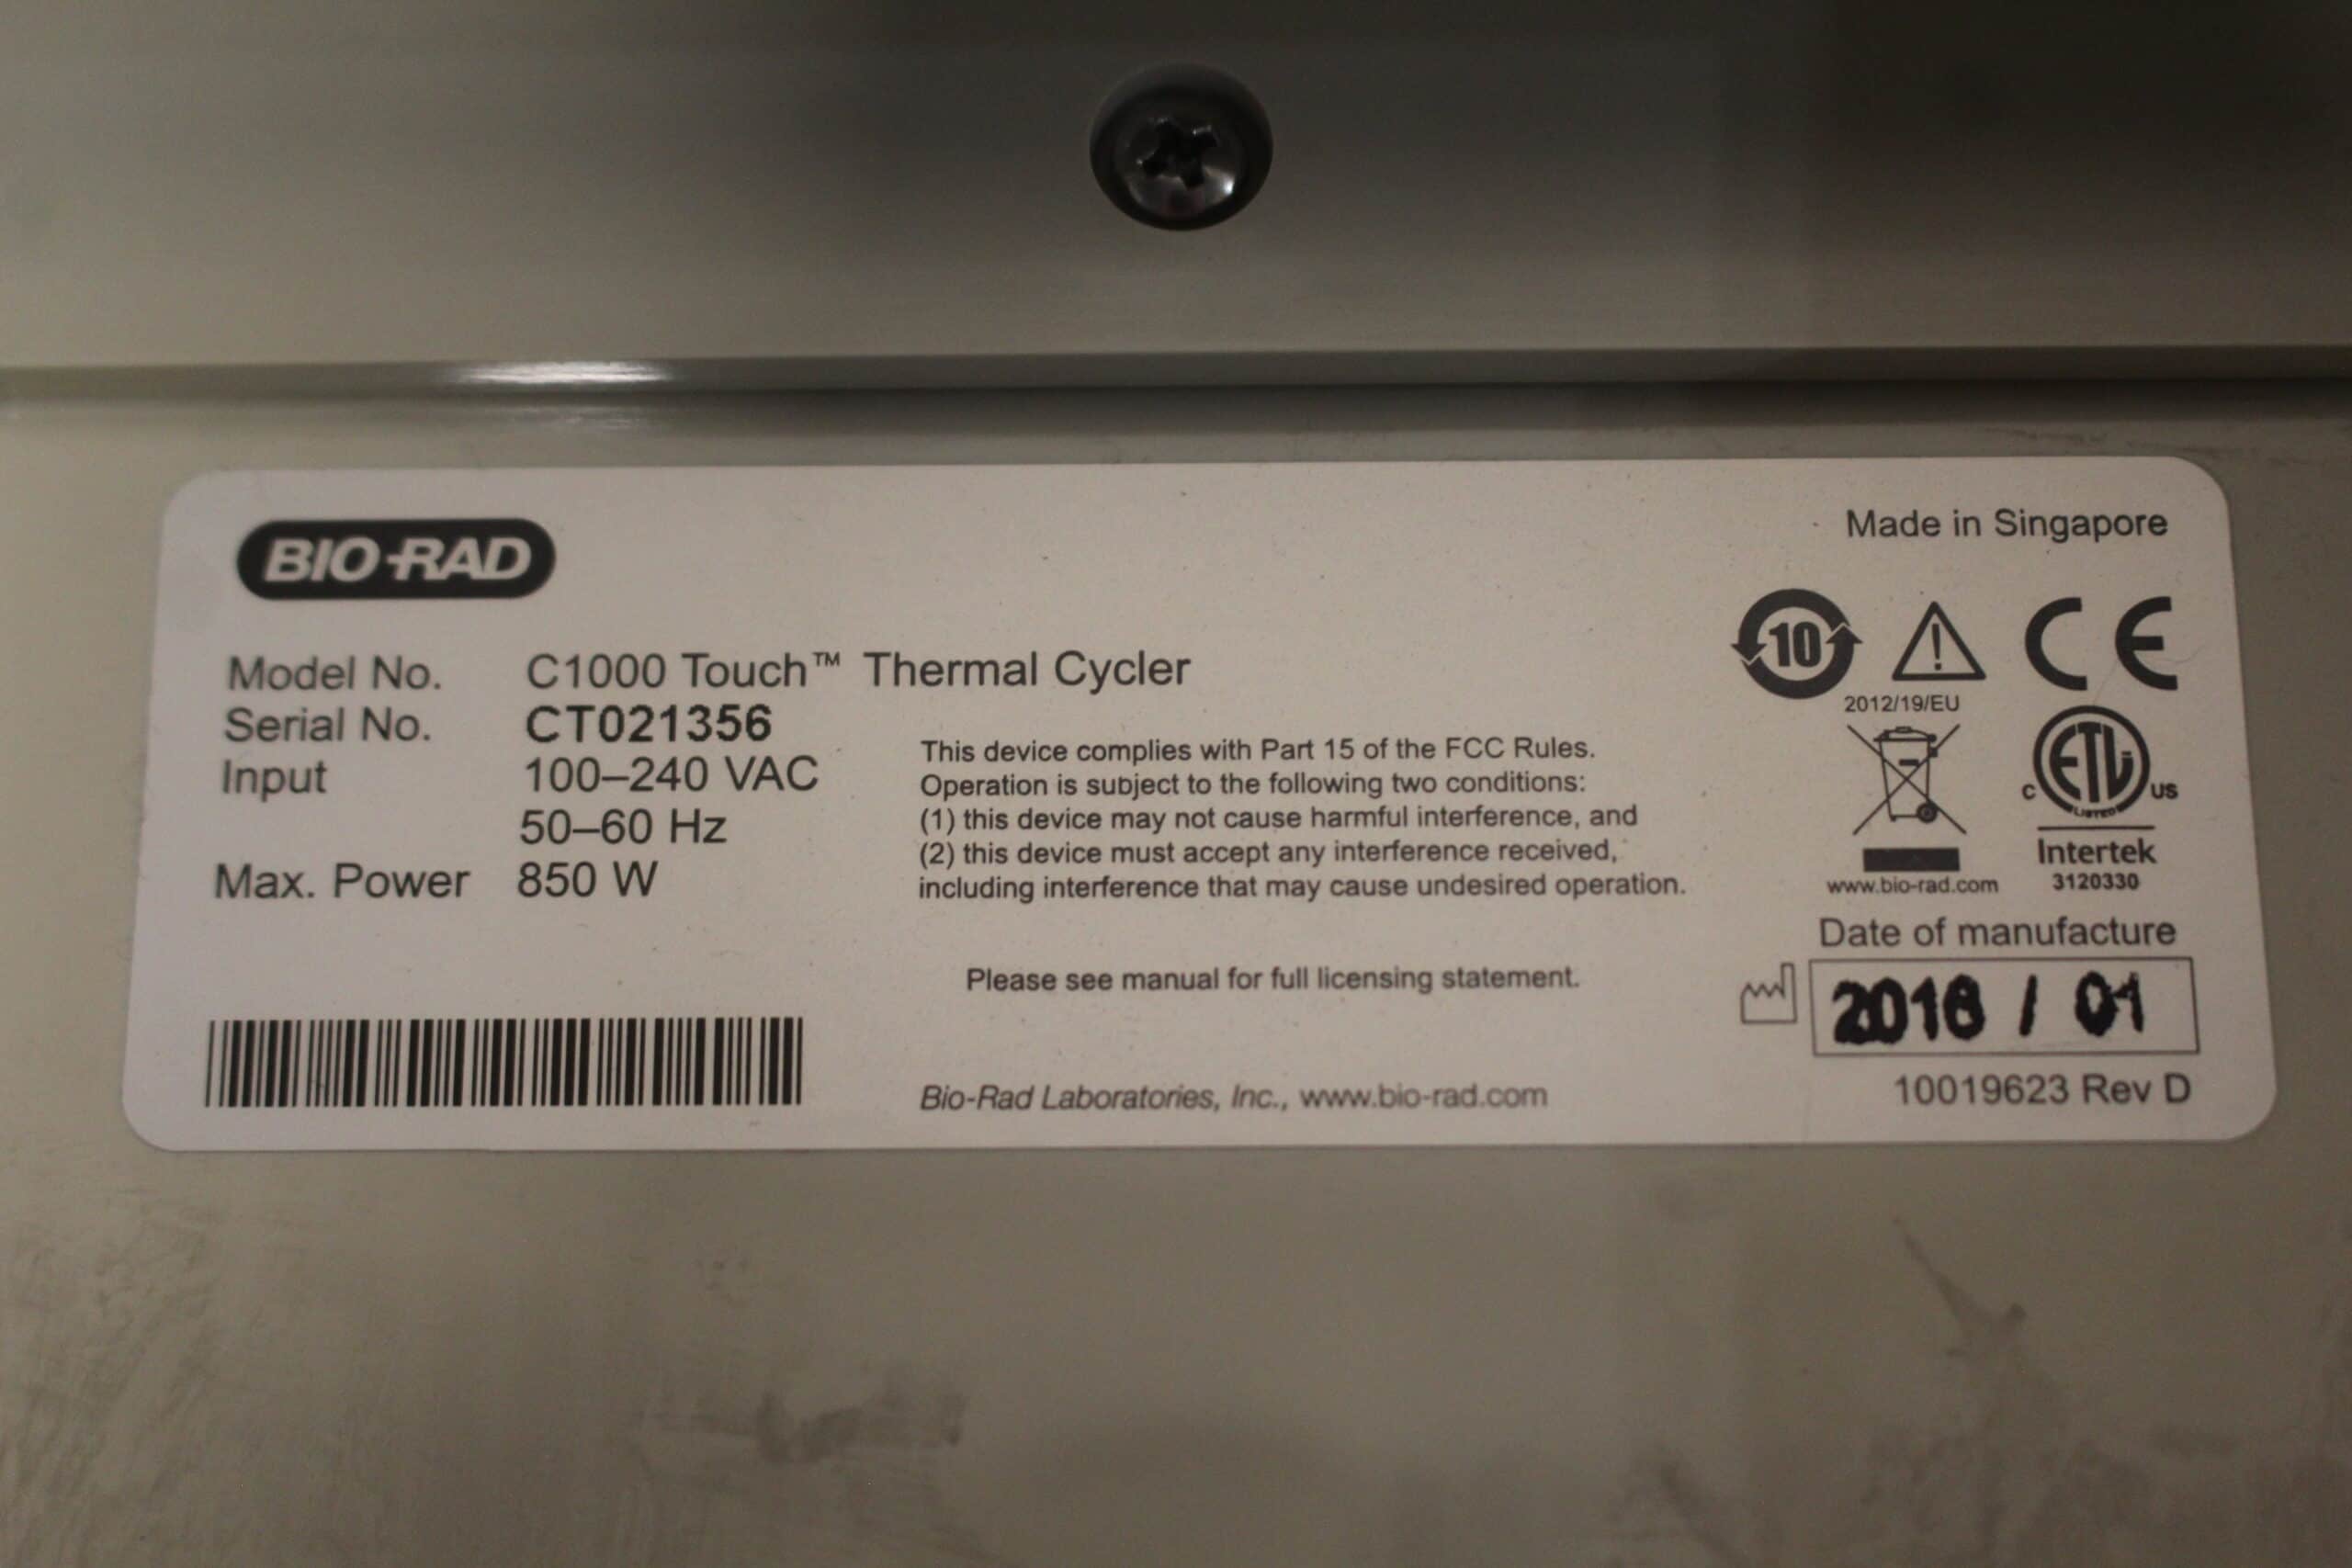 BIO-RAD
Made in Singapore
10
2012/19/EU
CE
Model No. C1000 Touch™ Thermal Cycler
Serial No. CT021356
Input 100–240 VAC
50–60 Hz
Max. Power 850 W
This device complies with Part 15 of the FCC Rules.
Operation is subject to the following two conditions:
(1) this device may not cause harmful interference, and
(2) this device must accept any interference received,
including interference that may cause undesired operation.
Please see manual for full licensing statement.
Bio-Rad Laboratories, Inc., www.bio-rad.com
www.bio-rad.com
C ETL US
LISTED
Intertek
3120330
Date of manufacture
2016 / 01
10019623 Rev D